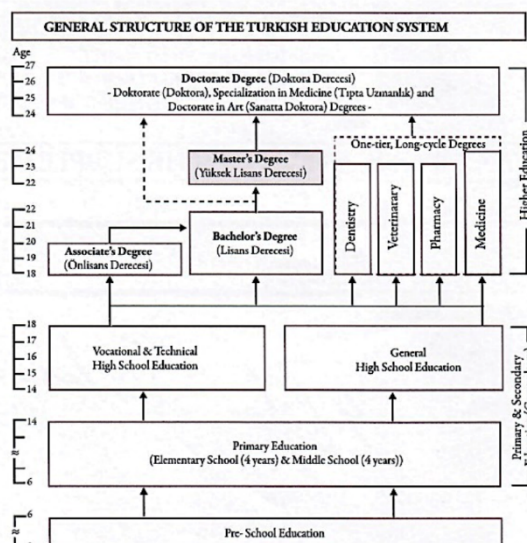 GENERAL STRUCTURE OF THE TURKISH EDUCATION SYSTEM
Age
27
26
25
24
Doctorate Degree (Doktora Derecesi)
- Doktorate (Doktora), Specialization in Medicine (Tıpta Uzmanlık) and
Doctorate in Art (Sanatta Doktora) Degrees -
One-tier, Long-cycle Degrees
24
23
22
Master's Degree
(Yüksek Lisans Derecesi)
22
21
20
19
18
Associate's Degree
(Önlisans Derecesi)
Bachelor's Degree
(Lisans Derecesi)
Dentistry
Veterinarary
Pharmacy
Medicine
Higher Education
18
17
16
15
14
Vocational & Technical
High School Education
General
High School Education
14
≈
6
Primary Education
(Elementary School (4 years) & Middle School (4 years))
Primary & Secondary
6
≈
Pre- School Education